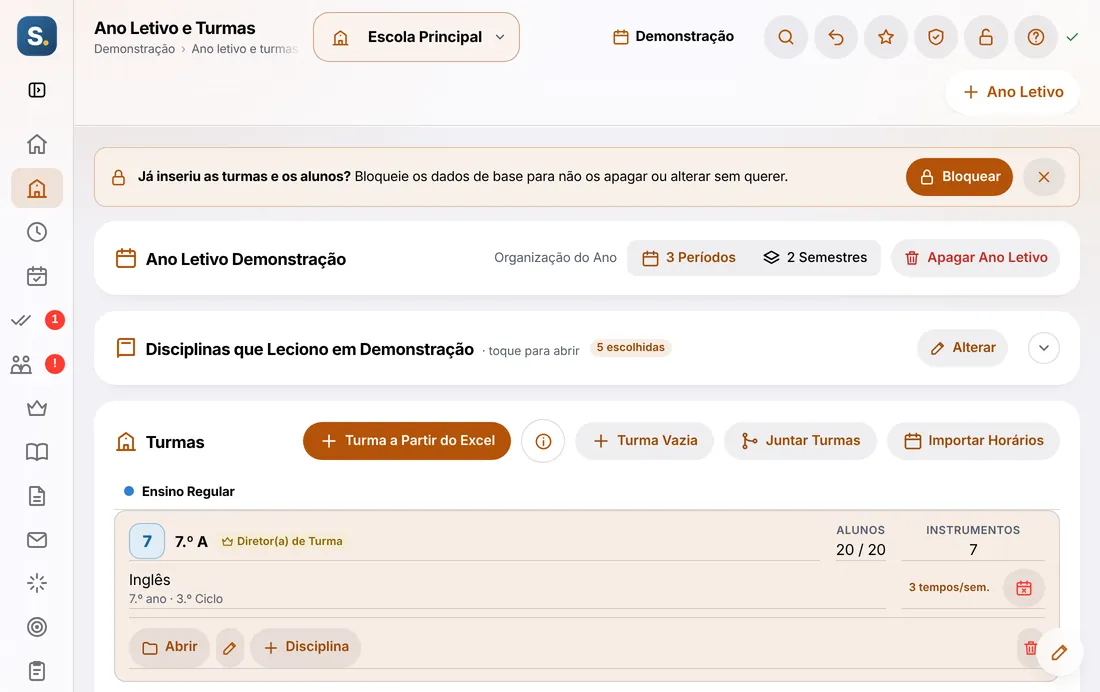 S.
Ano Letivo e Turmas
Demonstração › Ano letivo e turmas
Escola Principal
Demonstração
+ Ano Letivo
Já inseriu as turmas e os alunos? Bloqueie os dados de base para não os apagar ou alterar sem querer.
Bloquear
Ano Letivo Demonstração
Organização do Ano
3 Períodos
2 Semestres
Apagar Ano Letivo
1
Disciplinas que Leciono em Demonstração · toque para abrir
5 escolhidas
Alterar
!
Turmas
+ Turma a Partir do Excel
+ Turma Vazia
Juntar Turmas
Importar Horários
Ensino Regular
7
7.º A
Diretor(a) de Turma
ALUNOS
20 / 20
INSTRUMENTOS
7
Inglês
7.º ano · 3.º Ciclo
3 tempos/sem.
Abrir
+ Disciplina